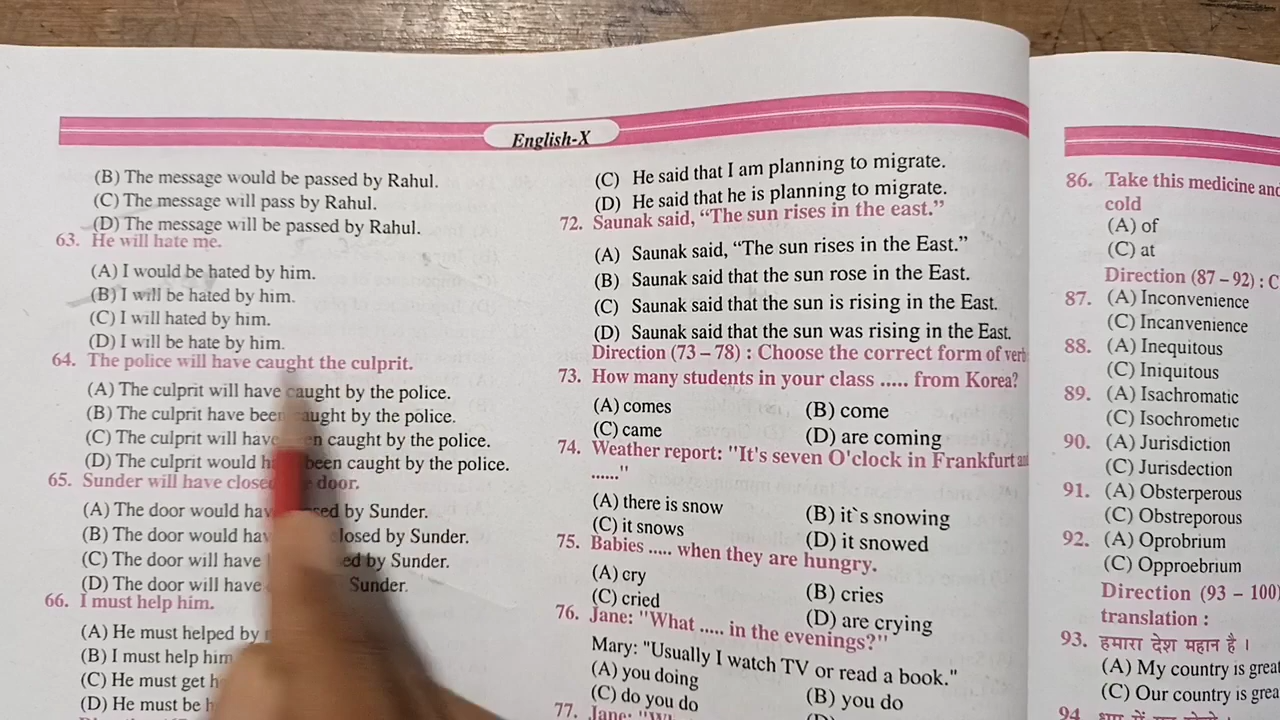 English-X
(B) The message would be passed by Rahul.
(C) The message will pass by Rahul.
(D) The message will be passed by Rahul.
63. He will hate me.
(A) I would be hated by him.
(B) I will be hated by him.
(C) I will hated by him.
(D) I will be hate by him.
64. The police will have caught the culprit.
(A) The culprit will have caught by the police.
(B) The culprit have been caught by the police.
(C) The culprit will have been caught by the police.
(D) The culprit would have been caught by the police.
65. Sunder will have closed the door.
(A) The door would have closed by Sunder.
(B) The door would have closed by Sunder.
(C) The door will have closed by Sunder.
(D) The door will have Sunder.
66. I must help him.
(A) He must helped by
(B) I must help him
(C) He must get
(D) He must be
(C) He said that I am planning to migrate.
(D) He said that he is planning to migrate.
72. Saunak said, “The sun rises in the east.”
(A) Saunak said, “The sun rises in the East.”
(B) Saunak said that the sun rose in the East.
(C) Saunak said that the sun is rising in the East.
(D) Saunak said that the sun was rising in the East.
Direction (73 – 78) : Choose the correct form of verb
73. How many students in your class ..... from Korea?
(A) comes (B) come
(C) came (D) are coming
74. Weather report: "It's seven O'clock in Frankfurt and
......"
(A) there is snow (B) it`s snowing
(C) it snows (D) it snowed
75. Babies ..... when they are hungry.
(A) cry (B) cries
(C) cried (D) are crying
76. Jane: "What ..... in the evenings?"
Mary: "Usually I watch TV or read a book."
(A) you doing (B) you do
(C) do you do
77. Jane:
86. Take this medicine and
cold
(A) of
(C) at
Direction (87 – 92) : C
87. (A) Inconvenience
(C) Incanvenience
88. (A) Inequitous
(C) Iniquitous
89. (A) Isachromatic
(C) Isochrometic
90. (A) Jurisdiction
(C) Jurisdection
91. (A) Obsterperous
(C) Obstreporous
92. (A) Oprobrium
(C) Opproebrium
Direction (93 – 100)
translation :
93. हमारा देश महान है ।
(A) My country is great
(C) Our country is grea
94.